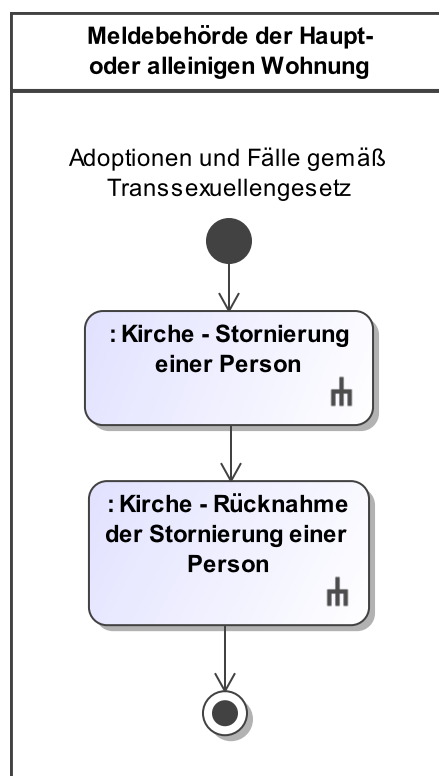 Meldebehörde der Haupt-
oder alleinigen Wohnung
Adoptionen und Fälle gemäß
Transsexuellengesetz
: Kirche - Stornierung
einer Person
: Kirche - Rücknahme
der Stornierung einer
Person